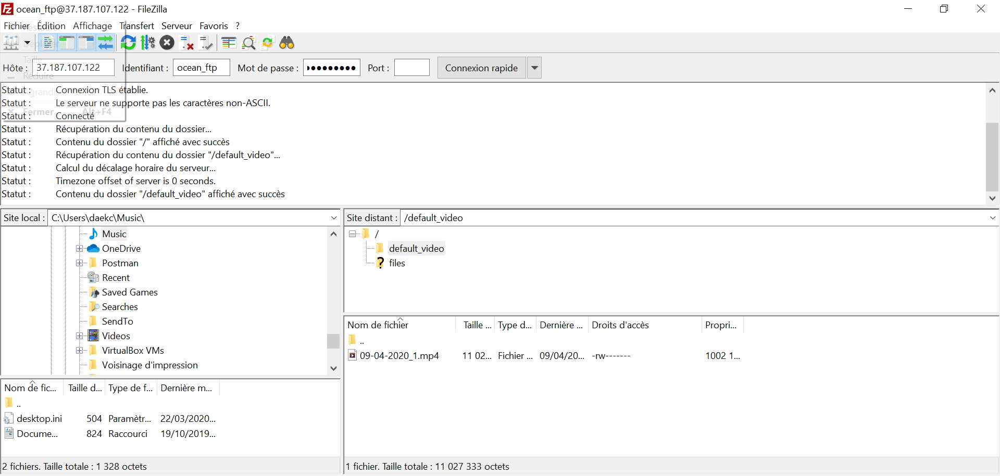 ocean_ftp@37.187.107.122 - FileZilla
Fichier Édition Affichage Transfert Serveur Favoris ?
Restaurer
Déplacer
Taille
Réduire
Agrandir
Fermer Alt+F4
Hôte : 37.187.107.122 Identifiant : ocean_ftp Mot de passe : ●●●●●●●●● Port : Connexion rapide
Statut : Connexion TLS établie.
Statut : Le serveur ne supporte pas les caractères non-ASCII.
Statut : Connecté
Statut : Récupération du contenu du dossier...
Statut : Contenu du dossier "/" affiché avec succès
Statut : Récupération du contenu du dossier "/default_video"...
Statut : Calcul du décalage horaire du serveur...
Statut : Timezone offset of server is 0 seconds.
Statut : Contenu du dossier "/default_video" affiché avec succès
Site local : C:\Users\daekc\Music\
Music
OneDrive
Postman
Recent
Saved Games
Searches
SendTo
Videos
VirtualBox VMs
Voisinage d'impression
Nom de fic... Taille d... Type de f... Dernière m...
..
desktop.ini 504 Paramètr... 22/03/2020...
Docume... 824 Raccourci 19/10/2019...
2 fichiers. Taille totale : 1 328 octets
Site distant : /default_video
/
default_video
files
Nom de fichier Taille ... Type d... Dernière ... Droits d'accès Propri...
..
09-04-2020_1.mp4 11 02... Fichier ... 09/04/20... -rw------- 1002 1...
1 fichier. Taille totale : 11 027 333 octets